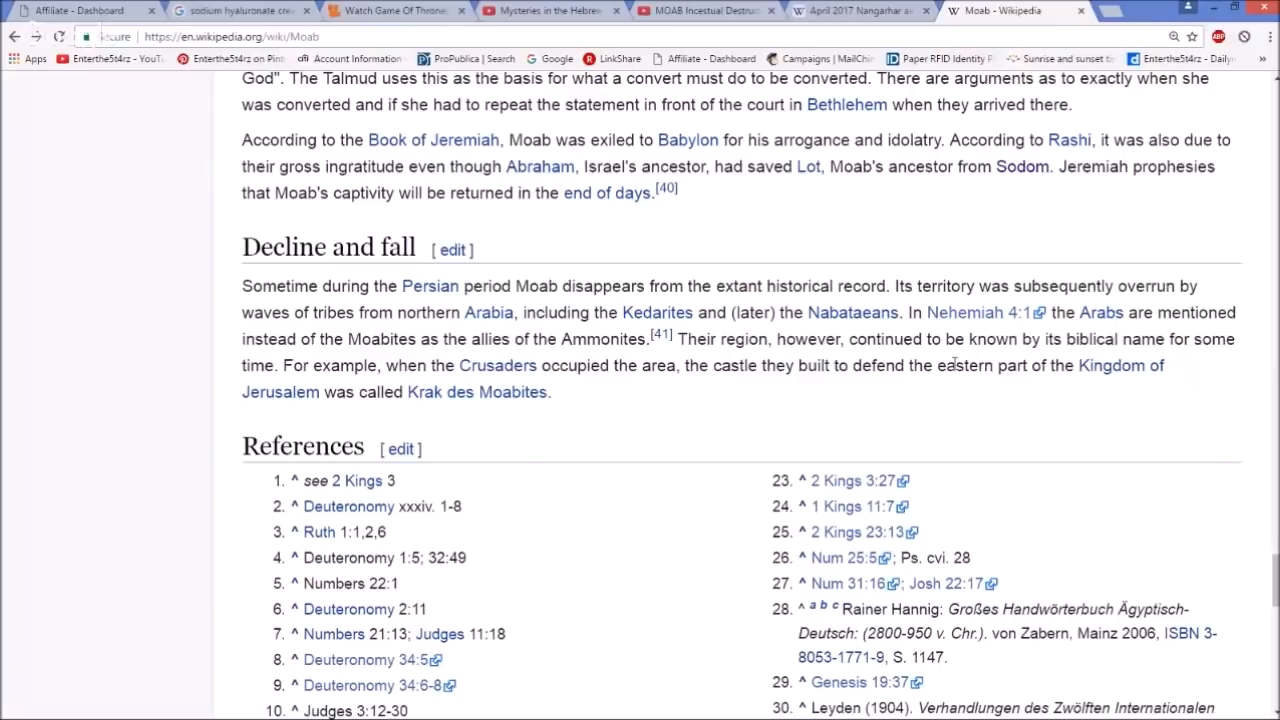 Affiliate - Dashboard
sodium hyaluronate cre
Watch Game Of Throne
Mysteries in the Hebrew
MOAB Incestual Destruc
April 2017 Nangarhar ai
Moab - Wikipedia
https://en.wikipedia.org/wiki/Moab
Apps
Enterthe5t4rz - YouTu
Enterthe5t4rz on Pint
Account Information
ProPublica | Search
Google
LinkShare
Affiliate - Dashboard
Campaigns | MailChim
Paper RFID Identity P
Sunrise and sunset tim
Enterthe5t4rz - Daily
God". The Talmud uses this as the basis for what a convert must do to be converted. There are arguments as to exactly when she
was converted and if she had to repeat the statement in front of the court in Bethlehem when they arrived there.
According to the Book of Jeremiah, Moab was exiled to Babylon for his arrogance and idolatry. According to Rashi, it was also due to
their gross ingratitude even though Abraham, Israel's ancestor, had saved Lot, Moab's ancestor from Sodom. Jeremiah prophesies
that Moab's captivity will be returned in the end of days.[40]
Decline and fall [ edit ]
Sometime during the Persian period Moab disappears from the extant historical record. Its territory was subsequently overrun by
waves of tribes from northern Arabia, including the Kedarites and (later) the Nabataeans. In Nehemiah 4:1 the Arabs are mentioned
instead of the Moabites as the allies of the Ammonites.[41] Their region, however, continued to be known by its biblical name for some
time. For example, when the Crusaders occupied the area, the castle they built to defend the eastern part of the Kingdom of
Jerusalem was called Krak des Moabites.
References [ edit ]
1. ^ see 2 Kings 3
2. ^ Deuteronomy xxxiv. 1-8
3. ^ Ruth 1:1,2,6
4. ^ Deuteronomy 1:5; 32:49
5. ^ Numbers 22:1
6. ^ Deuteronomy 2:11
7. ^ Numbers 21:13; Judges 11:18
8. ^ Deuteronomy 34:5
9. ^ Deuteronomy 34:6-8
10. ^ Judges 3:12-30
23. ^ 2 Kings 3:27
24. ^ 1 Kings 11:7
25. ^ 2 Kings 23:13
26. ^ Num 25:5; Ps. cvi. 28
27. ^ Num 31:16; Josh 22:17
28. ^ a b c Rainer Hannig: Großes Handwörterbuch Ägyptisch-
Deutsch: (2800-950 v. Chr.). von Zabern, Mainz 2006, ISBN 3-
8053-1771-9, S. 1147.
29. ^ Genesis 19:37
30. ^ Leyden (1904). Verhandlungen des Zwölften Internationalen